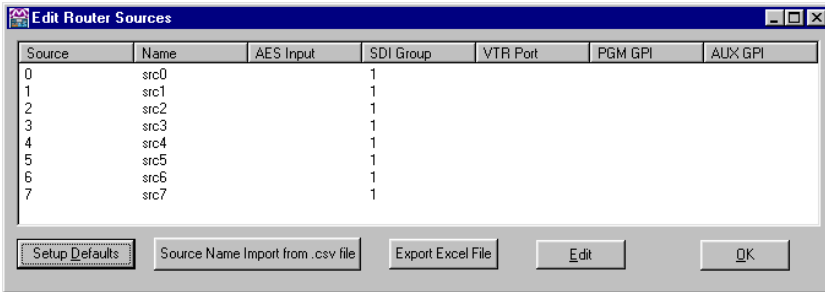 Edit Router Sources
Source Name AES Input SDI Group VTR Port PGM GPI AUX GPI
0 src0 1
1 src1 1
2 src2 1
3 src3 1
4 src4 1
5 src5 1
6 src6 1
7 src7 1
Setup Defaults Source Name Import from .csv file Export Excel File Edit OK